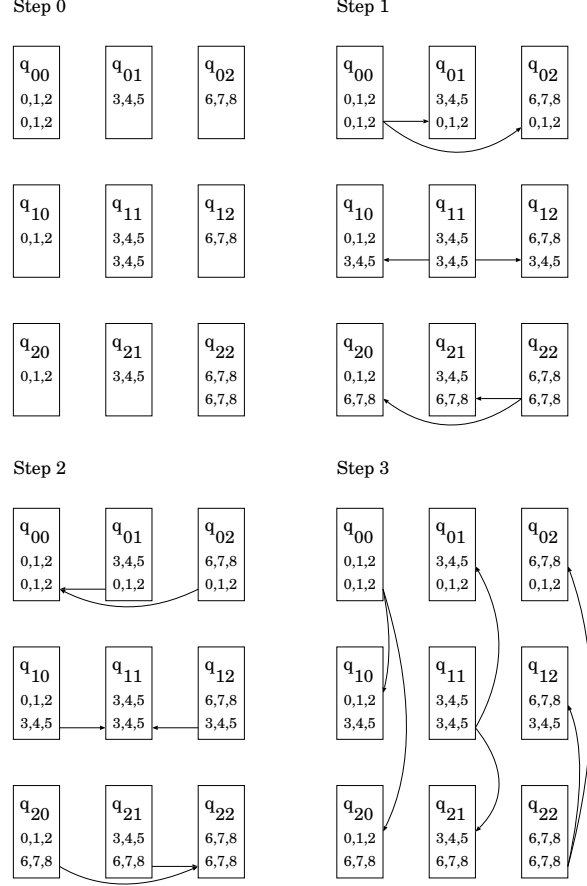 Step 0
q00 q01 q02
0,1,2 3,4,5 6,7,8
0,1,2
q10 q11 q12
0,1,2 3,4,5 6,7,8
3,4,5
q20 q21 q22
0,1,2 3,4,5 6,7,8
6,7,8
Step 1
q00 q01 q02
0,1,2 3,4,5 6,7,8
0,1,2 0,1,2 0,1,2
q10 q11 q12
0,1,2 3,4,5 6,7,8
3,4,5 3,4,5 3,4,5
q20 q21 q22
0,1,2 3,4,5 6,7,8
6,7,8 6,7,8 6,7,8
Step 2
q00 q01 q02
0,1,2 3,4,5 6,7,8
0,1,2 0,1,2 0,1,2
q10 q11 q12
0,1,2 3,4,5 6,7,8
3,4,5 3,4,5 3,4,5
q20 q21 q22
0,1,2 3,4,5 6,7,8
6,7,8 6,7,8 6,7,8
Step 3
q00 q01 q02
0,1,2 3,4,5 6,7,8
0,1,2 0,1,2 0,1,2
q10 q11 q12
0,1,2 3,4,5 6,7,8
3,4,5 3,4,5 3,4,5
q20 q21 q22
0,1,2 3,4,5 6,7,8
6,7,8 6,7,8 6,7,8